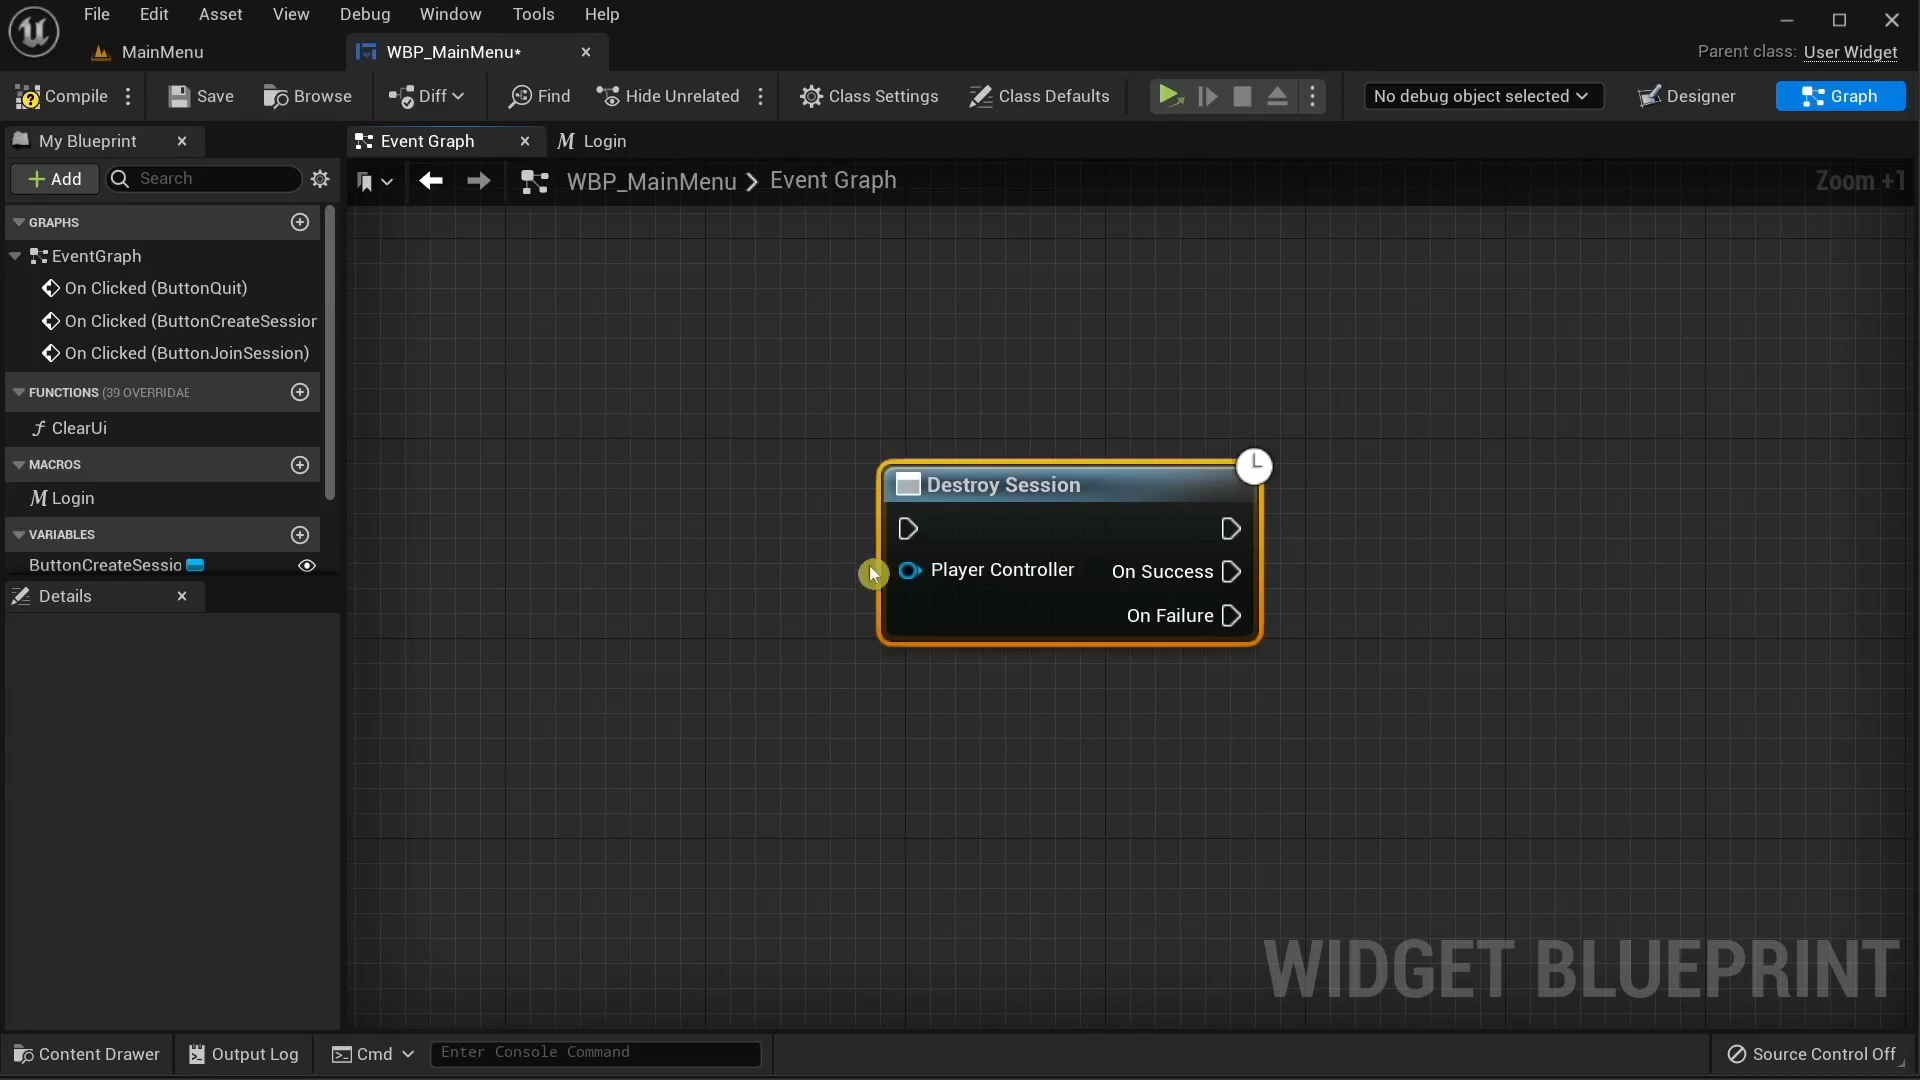 File Edit Asset View Debug Window Tools Help
MainMenu
WBP_MainMenu*
Parent class: User Widget
Compile Save Browse Diff Find Hide Unrelated Class Settings Class Defaults No debug object selected Designer Graph
My Blueprint
Event Graph
Login
Add Search
WBP_MainMenu > Event Graph
Zoom +1
GRAPHS
EventGraph
On Clicked (ButtonQuit)
On Clicked (ButtonCreateSession
On Clicked (ButtonJoinSession)
FUNCTIONS (39 OVERRIDAE
ClearUi
MACROS
Login
VARIABLES
ButtonCreateSessio
Details
Destroy Session
Player Controller
On Success
On Failure
WIDGET BLUEPRINT
Content Drawer Output Log Cmd Enter Console Command Source Control Off